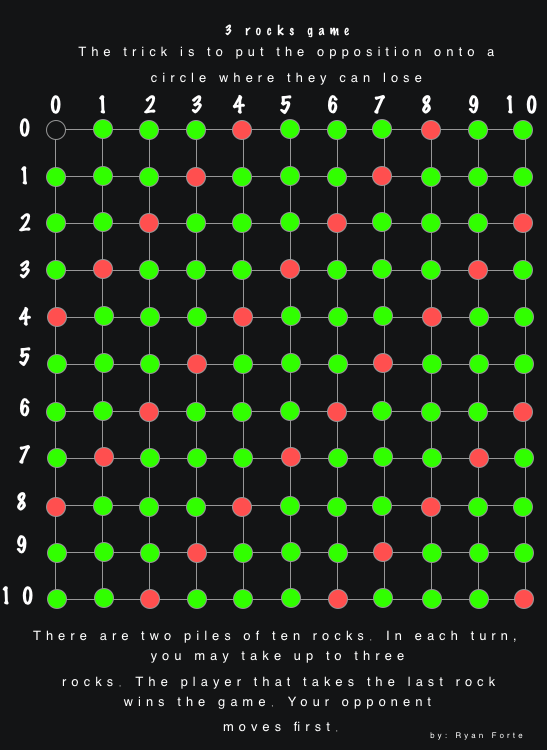 3 rocks game
The trick is to put the opposition onto a
circle where they can lose
0 1 2 3 4 5 6 7 8 9 10
0
1
2
3
4
5
6
7
8
9
10
There are two piles of ten rocks. In each turn,
you may take up to three
rocks. The player that takes the last rock
wins the game. Your opponent
moves first.
by: Ryan Forte